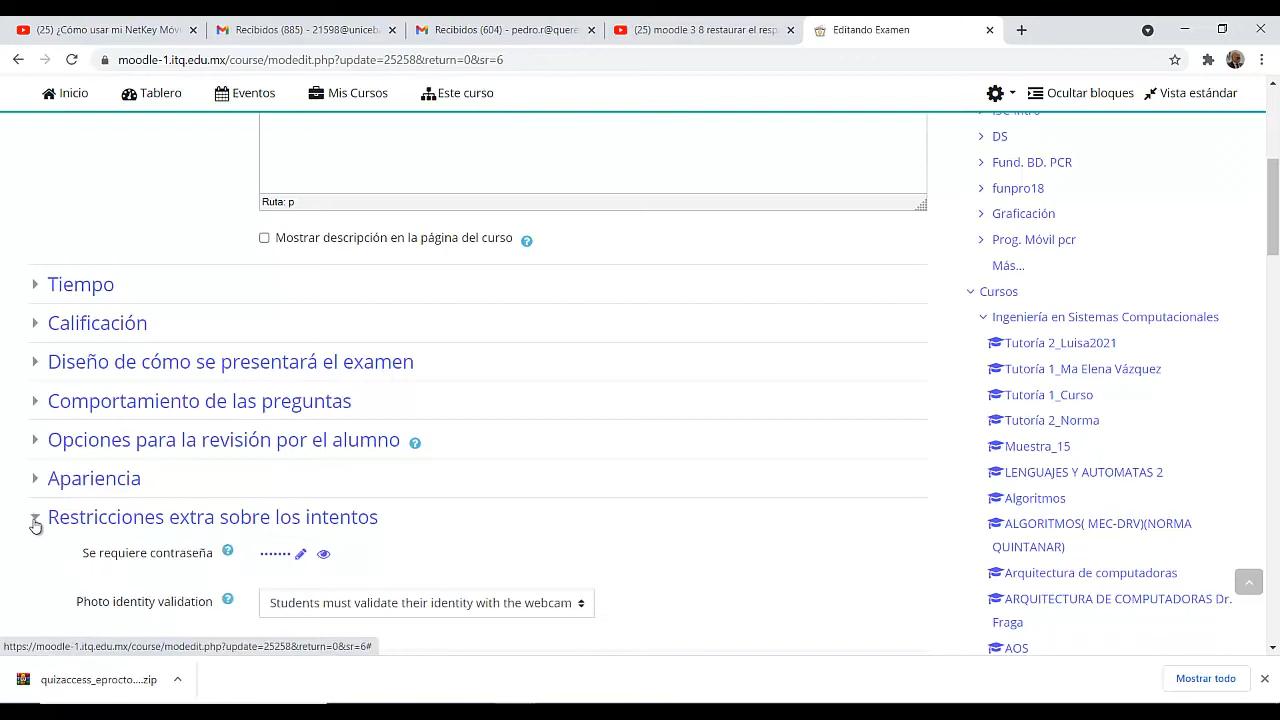 (25) ¿Cómo usar mi NetKey Móv
Recibidos (885) - 21598@uniceb
Recibidos (604) - pedro.r@quere
(25) moodle 3 8 restaurar el resp
Editando Examen
moodle-1.itq.edu.mx/course/modedit.php?update=25258&return=0&sr=6
Inicio
Tablero
Eventos
Mis Cursos
Este curso
Ocultar bloques
Vista estándar
Ruta: p
Mostrar descripción en la página del curso
Tiempo
Calificación
Diseño de cómo se presentará el examen
Comportamiento de las preguntas
Opciones para la revisión por el alumno
Apariencia
Restricciones extra sobre los intentos
Se requiere contraseña
Photo identity validation
Students must validate their identity with the webcam
https://moodle-1.itq.edu.mx/course/modedit.php?update=25258&return=0&sr=6#
DS
Fund. BD. PCR
funpro18
Graficación
Prog. Móvil pcr
Más...
Cursos
Ingeniería en Sistemas Computacionales
Tutoría 2_Luisa2021
Tutoría 1_Ma Elena Vázquez
Tutoría 1_Curso
Tutoría 2_Norma
Muestra_15
LENGUAJES Y AUTOMATAS 2
Algoritmos
ALGORITMOS( MEC-DRV)(NORMA
QUINTANAR)
Arquitectura de computadoras
ARQUITECTURA DE COMPUTADORAS Dr.
Fraga
AOS
quizaccess_eprocto....zip
Mostrar todo